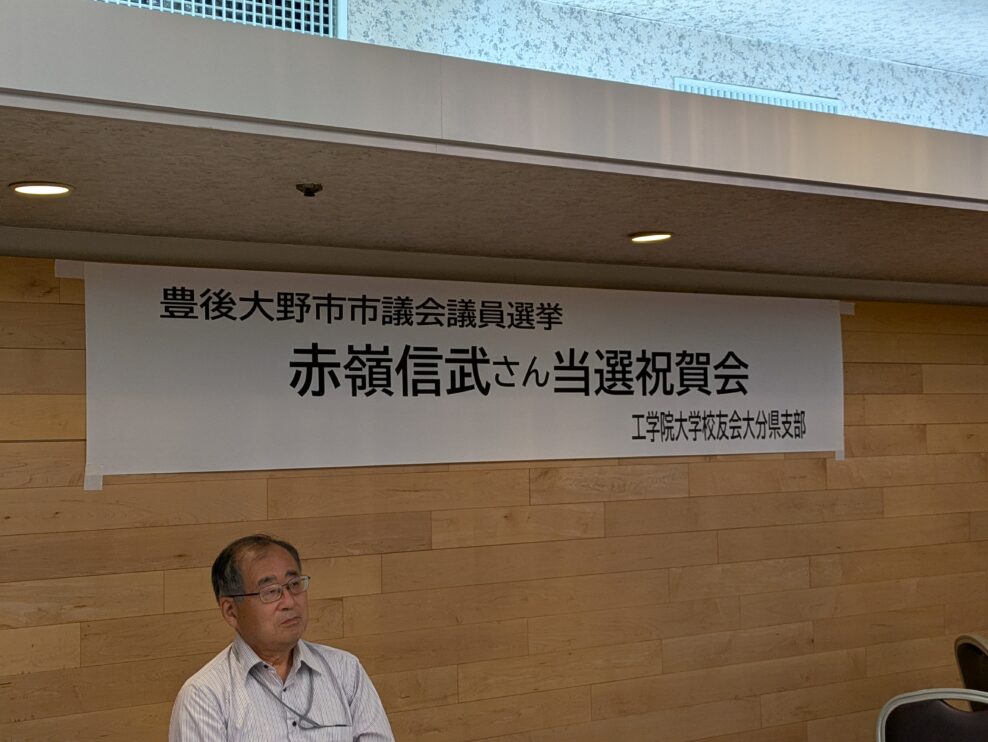 豊後大野市市議会議員選挙
赤嶺信武さん当選祝賀会
工学院大学校友会大分県支部